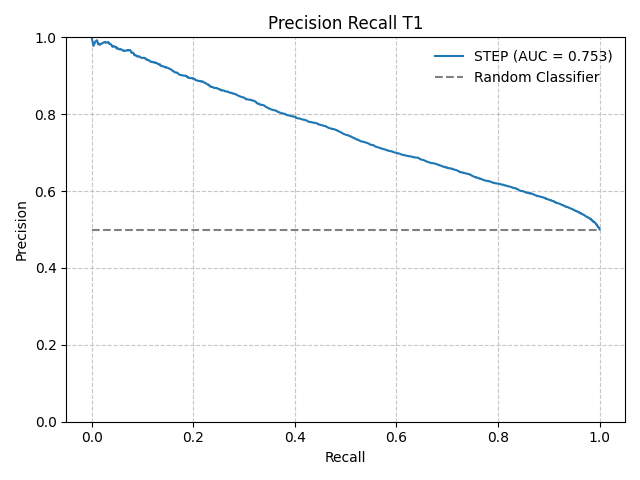 Precision Recall T1
STEP (AUC = 0.753)
Random Classifier
Precision
1.0
0.8
0.6
0.4
0.2
0.0
0.0 0.2 0.4 0.6 0.8 1.0
Recall